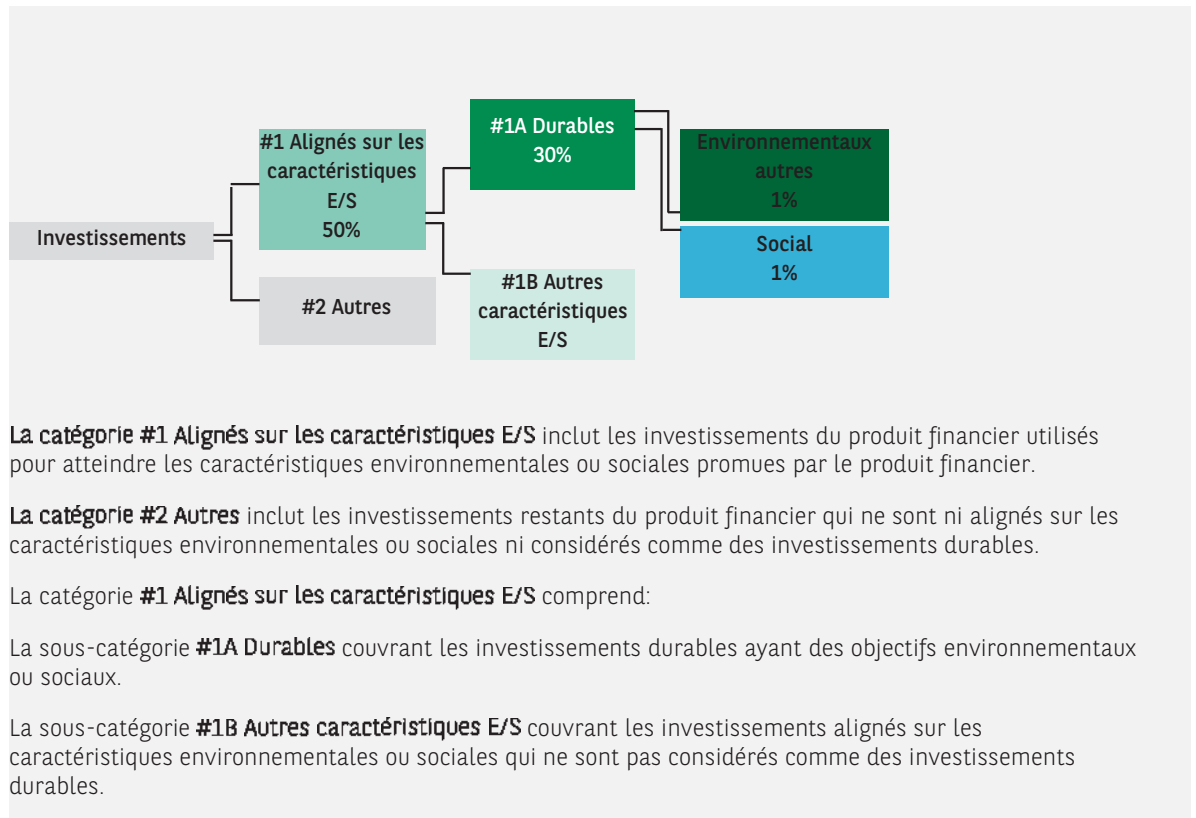 Investissements
#1 Alignés sur les
caractéristiques
E/S
50%
#2 Autres
#1A Durables
30%
#1B Autres
caractéristiques
E/S
Environnementaux
autres
1%
Social
1%
La catégorie #1 Alignés sur les caractéristiques E/S inclut les investissements du produit financier utilisés
pour atteindre les caractéristiques environnementales ou sociales promues par le produit financier.
La catégorie #2 Autres inclut les investissements restants du produit financier qui ne sont ni alignés sur les
caractéristiques environnementales ou sociales ni considérés comme des investissements durables.
La catégorie #1 Alignés sur les caractéristiques E/S comprend:
La sous-catégorie #1A Durables couvrant les investissements durables ayant des objectifs environnementaux
ou sociaux.
La sous-catégorie #1B Autres caractéristiques E/S couvrant les investissements alignés sur les
caractéristiques environnementales ou sociales qui ne sont pas considérés comme des investissements
durables.